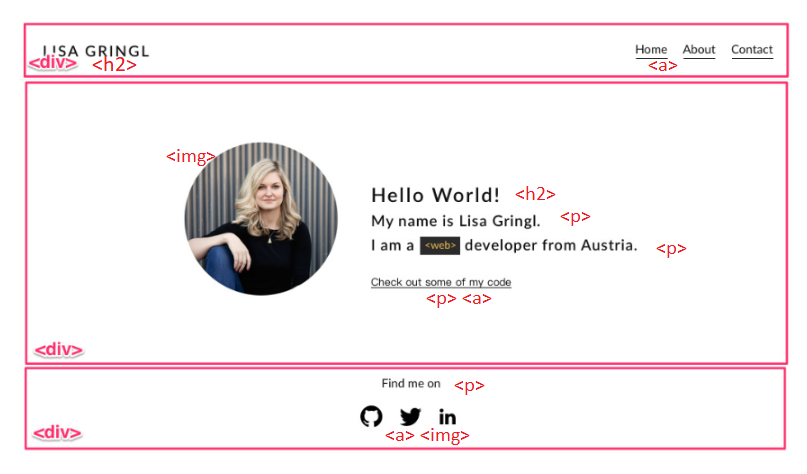 LISA GRINGL
Home About Contact
<div> <h2>
<a>
<img>
Hello World! <h2>
My name is Lisa Gringl. <p>
I am a <web> developer from Austria. <p>
Check out some of my code
<p> <a>
<div>
Find me on <p>
in
<a> <img>
<div>